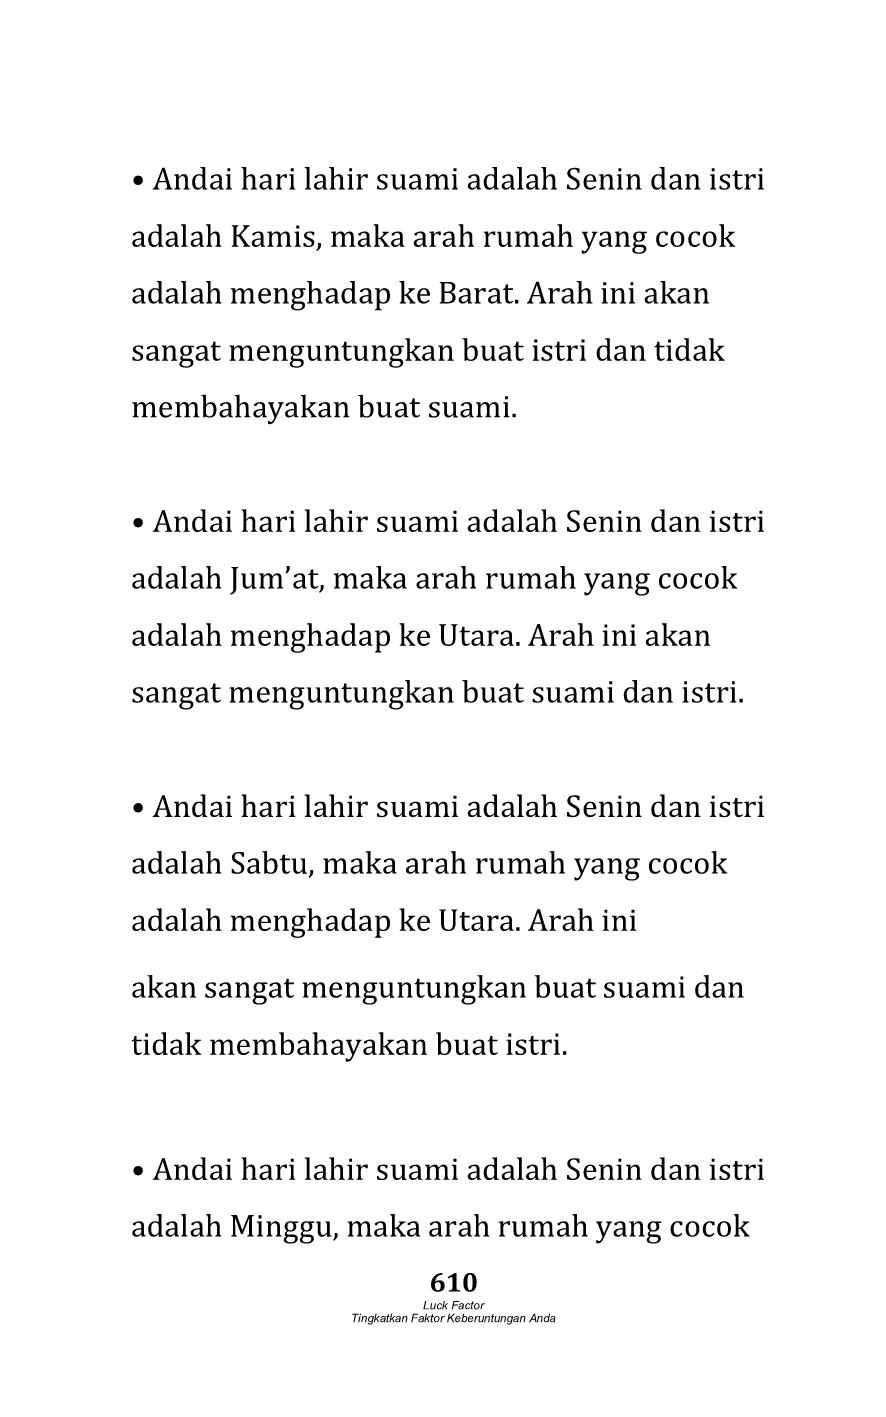 • Andai hari lahir suami adalah Senin dan istri
adalah Kamis, maka arah rumah yang cocok
adalah menghadap ke Barat. Arah ini akan
sangat menguntungkan buat istri dan tidak
membahayakan buat suami.
• Andai hari lahir suami adalah Senin dan istri
adalah Jum’at, maka arah rumah yang cocok
adalah menghadap ke Utara. Arah ini akan
sangat menguntungkan buat suami dan istri.
• Andai hari lahir suami adalah Senin dan istri
adalah Sabtu, maka arah rumah yang cocok
adalah menghadap ke Utara. Arah ini
akan sangat menguntungkan buat suami dan
tidak membahayakan buat istri.
• Andai hari lahir suami adalah Senin dan istri
adalah Minggu, maka arah rumah yang cocok
610
Luck Factor
Tingkatkan Faktor Keberuntungan Anda